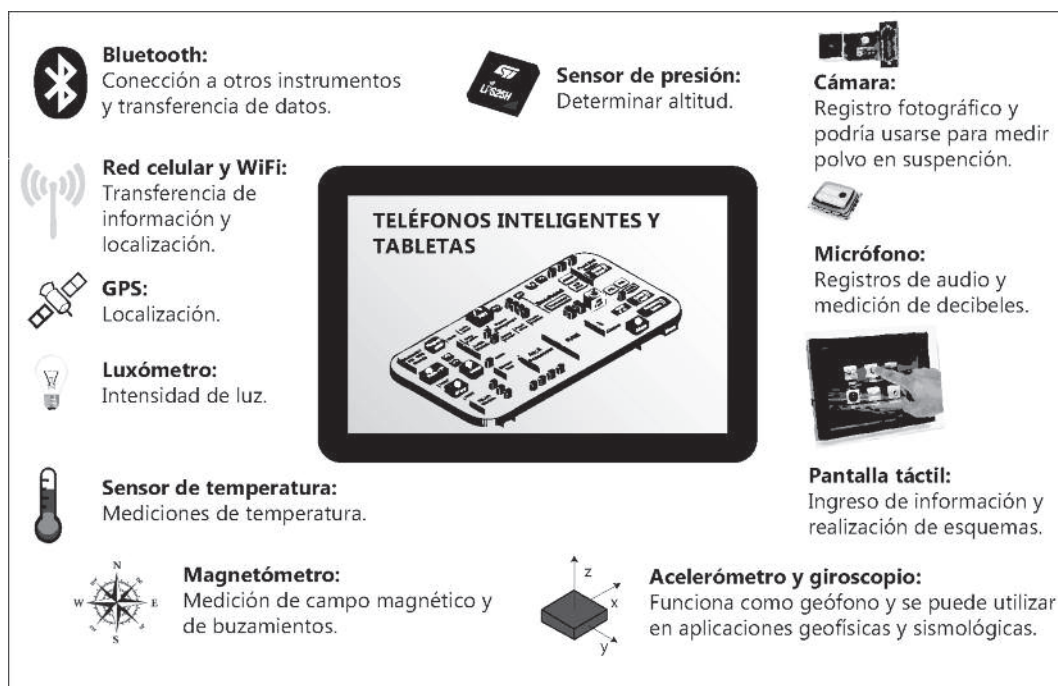 Bluetooth:
Conección a otros instrumentos
y transferencia de datos.
Sensor de presión:
Determinar altitud.
Cámara:
Registro fotográfico y
podría usarse para medir
polvo en suspención.
Red celular y WiFi:
Transferencia de
información y
localización.
TELÉFONOS INTELIGENTES Y
TABLETAS
Micrófono:
Registros de audio y
medición de decibeles.
GPS:
Localización.
Luxómetro:
Intensidad de luz.
Sensor de temperatura:
Mediciones de temperatura.
Pantalla táctil:
Ingreso de información y
realización de esquemas.
N
W
E
S
Magnetómetro:
Medición de campo magnético y
de buzamientos.
z
x
y
Acelerómetro y giroscopio:
Funciona como geófono y se puede utilizar
en aplicaciones geofísicas y sismológicas.